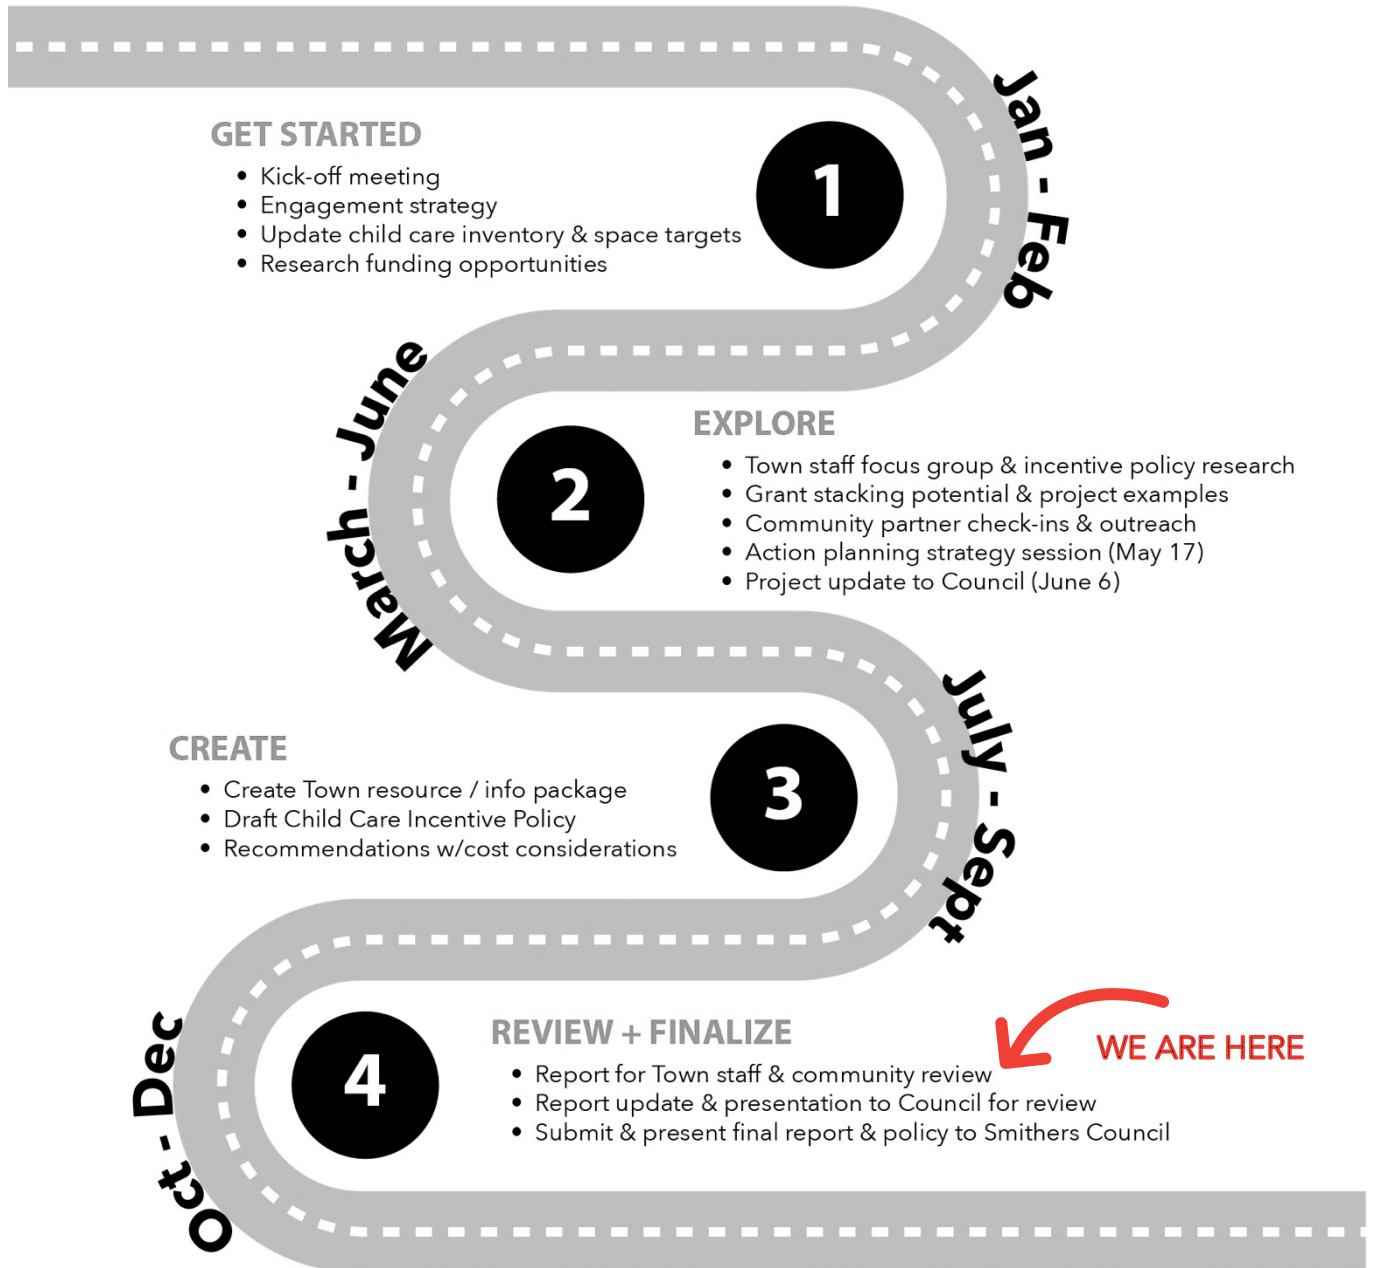 Jan - Feb
GET STARTED
1
• Kick-off meeting
• Engagement strategy
• Update child care inventory & space targets
• Research funding opportunities
March - June
EXPLORE
2
• Town staff focus group & incentive policy research
• Grant stacking potential & project examples
• Community partner check-ins & outreach
• Action planning strategy session (May 17)
• Project update to Council (June 6)
July - Sept
CREATE
3
• Create Town resource / info package
• Draft Child Care Incentive Policy
• Recommendations w/cost considerations
Oct - Dec
4
REVIEW + FINALIZE
WE ARE HERE
• Report for Town staff & community review
• Report update & presentation to Council for review
• Submit & present final report & policy to Smithers Council